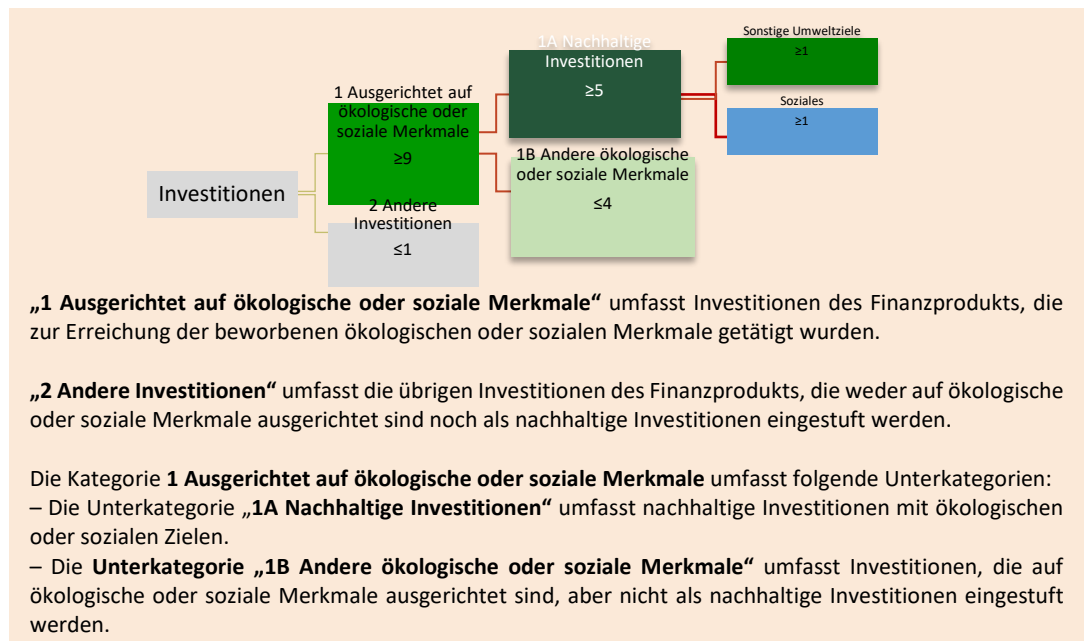 Investitionen
1 Ausgerichtet auf
ökologische oder
soziale Merkmale
≥9
2 Andere
Investitionen
≤1
1A Nachhaltige
Investitionen
≥5
1B Andere ökologische
oder soziale Merkmale
≤4
Sonstige Umweltziele
≥1
Soziales
≥1
„1 Ausgerichtet auf ökologische oder soziale Merkmale“ umfasst Investitionen des Finanzprodukts, die
zur Erreichung der beworbenen ökologischen oder sozialen Merkmale getätigt wurden.
„2 Andere Investitionen“ umfasst die übrigen Investitionen des Finanzprodukts, die weder auf ökologische
oder soziale Merkmale ausgerichtet sind noch als nachhaltige Investitionen eingestuft werden.
Die Kategorie 1 Ausgerichtet auf ökologische oder soziale Merkmale umfasst folgende Unterkategorien:
– Die Unterkategorie „1A Nachhaltige Investitionen“ umfasst nachhaltige Investitionen mit ökologischen
oder sozialen Zielen.
– Die Unterkategorie „1B Andere ökologische oder soziale Merkmale“ umfasst Investitionen, die auf
ökologische oder soziale Merkmale ausgerichtet sind, aber nicht als nachhaltige Investitionen eingestuft
werden.